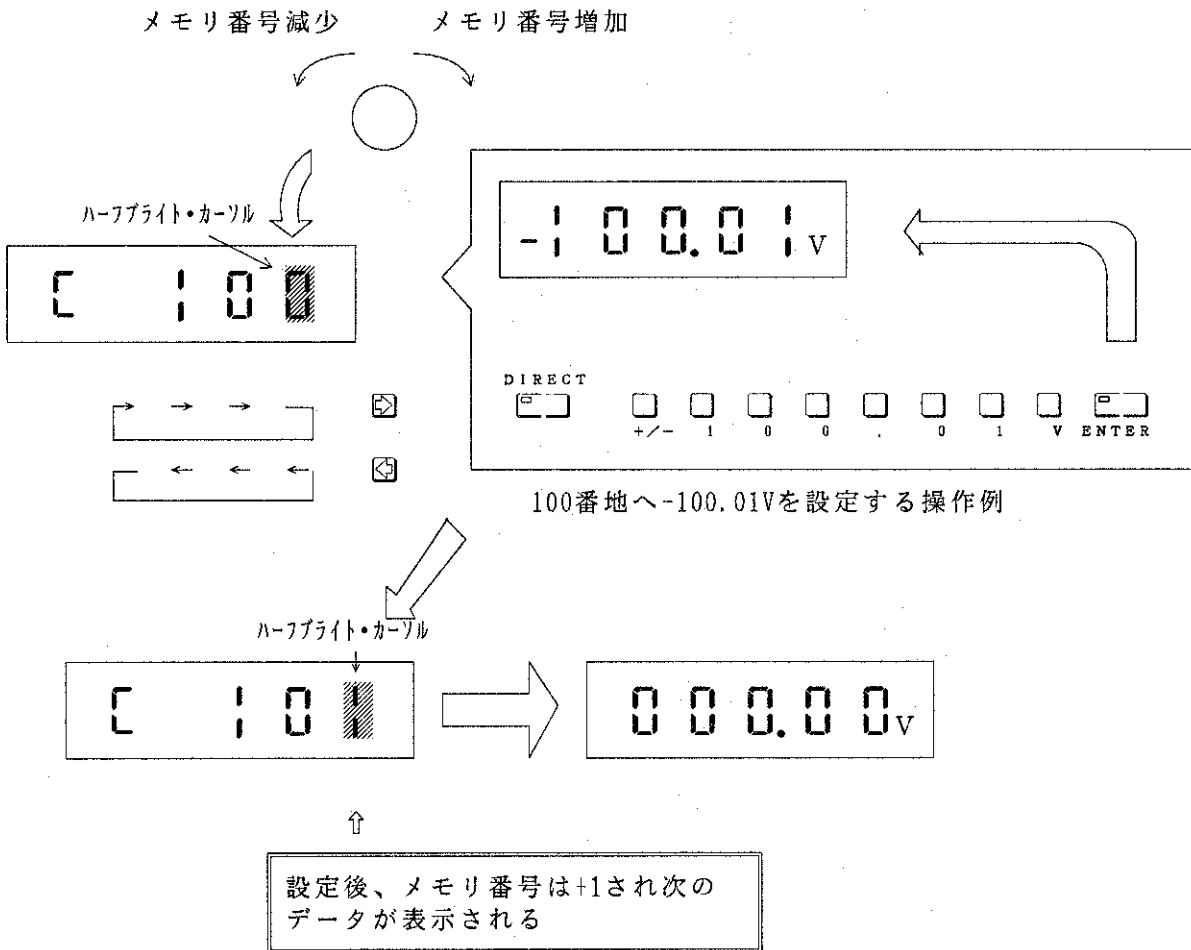 メモリ番号減少 メモリ番号増加
ハーフブライト・カーソル
-100.01V
C 100
DIRECT
+/- 1 0 0 . 0 1 V ENTER
100番地へ-100.01Vを設定する操作例
ハーフブライト・カーソル
C 101
000.00V
設定後、メモリ番号は+1され次の
データが表示される